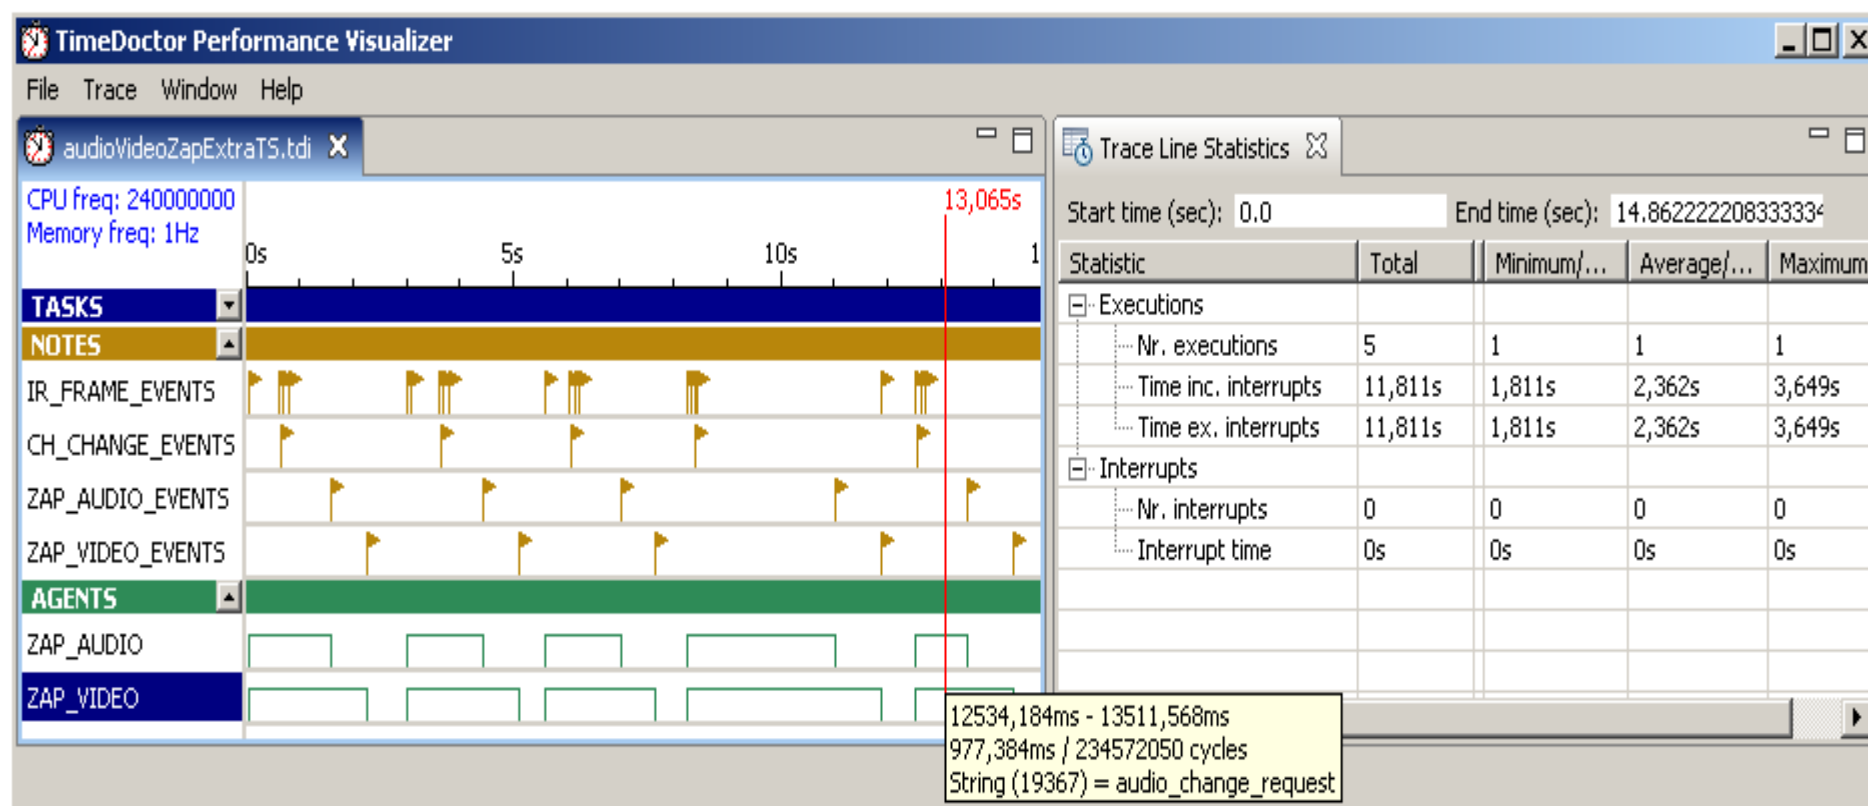 TimeDoctor Performance Visualizer
File Trace Window Help
audioVideoZapExtraTS.tdi
CPU freq: 240000000
Memory freq: 1Hz
13,065s
0s 5s 10s 1
TASKS
NOTES
IR_FRAME_EVENTS
CH_CHANGE_EVENTS
ZAP_AUDIO_EVENTS
ZAP_VIDEO_EVENTS
AGENTS
ZAP_AUDIO
ZAP_VIDEO
12534,184ms - 13511,568ms
977,384ms / 234572050 cycles
String (19367) = audio_change_request
Trace Line Statistics
Start time (sec): 0.0 End time (sec): 14.862222208333334
Statistic Total Minimum/... Average/... Maximum
Executions
Nr. executions 5 1 1 1
Time inc. interrupts 11,811s 1,811s 2,362s 3,649s
Time ex. interrupts 11,811s 1,811s 2,362s 3,649s
Interrupts
Nr. interrupts 0 0 0 0
Interrupt time 0s 0s 0s 0s